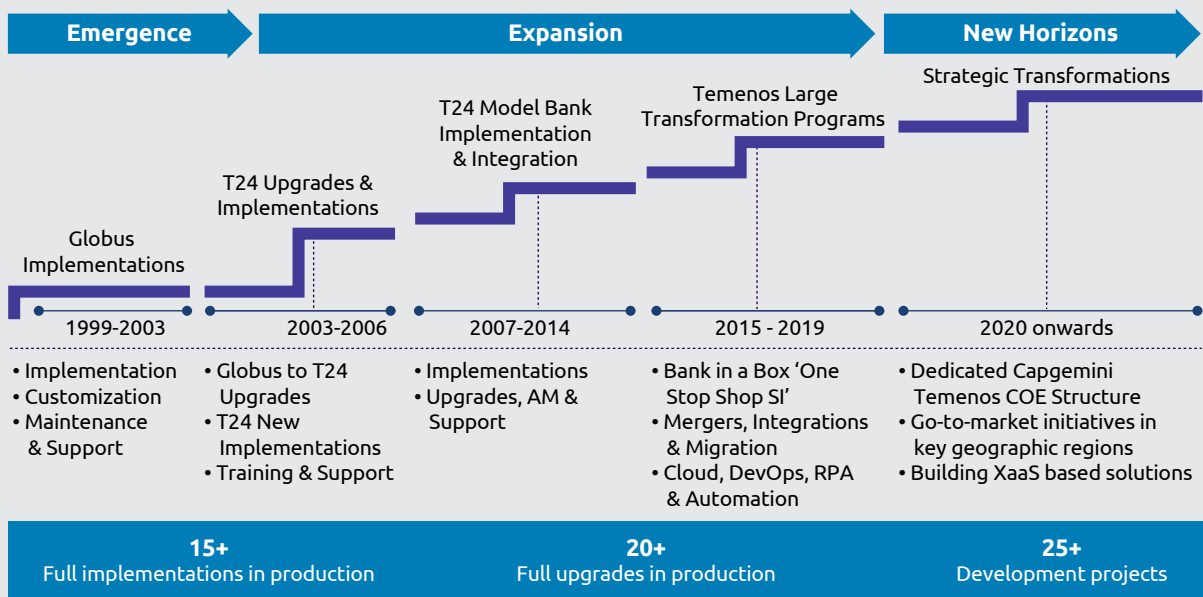 Emergence
Expansion
New Horizons
Globus
Implementations
T24 Upgrades &
Implementations
T24 Model Bank
Implementation
& Integration
Temenos Large
Transformation Programs
Strategic Transformations
1999-2003
2003-2006
2007-2014
2015 - 2019
2020 onwards
• Implementation
• Customization
• Maintenance
& Support
• Globus to T24
Upgrades
• T24 New
Implementations
• Training & Support
• Implementations
• Upgrades, AM &
Support
• Bank in a Box ‘One
Stop Shop SI’
• Mergers, Integrations
& Migration
• Cloud, DevOps, RPA
& Automation
• Dedicated Capgemini
Temenos COE Structure
• Go-to-market initiatives in
key geographic regions
• Building XaaS based solutions
15+
Full implementations in production
20+
Full upgrades in production
25+
Development projects